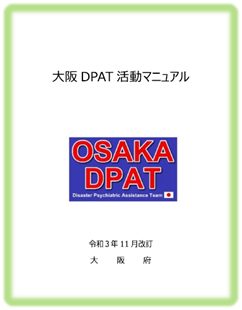 大阪 DPAT 活動マニュアル
OSAKA
DPAT
Disaster Psychiatric Assistance Team
令和３年 11 月改訂
大　阪　府